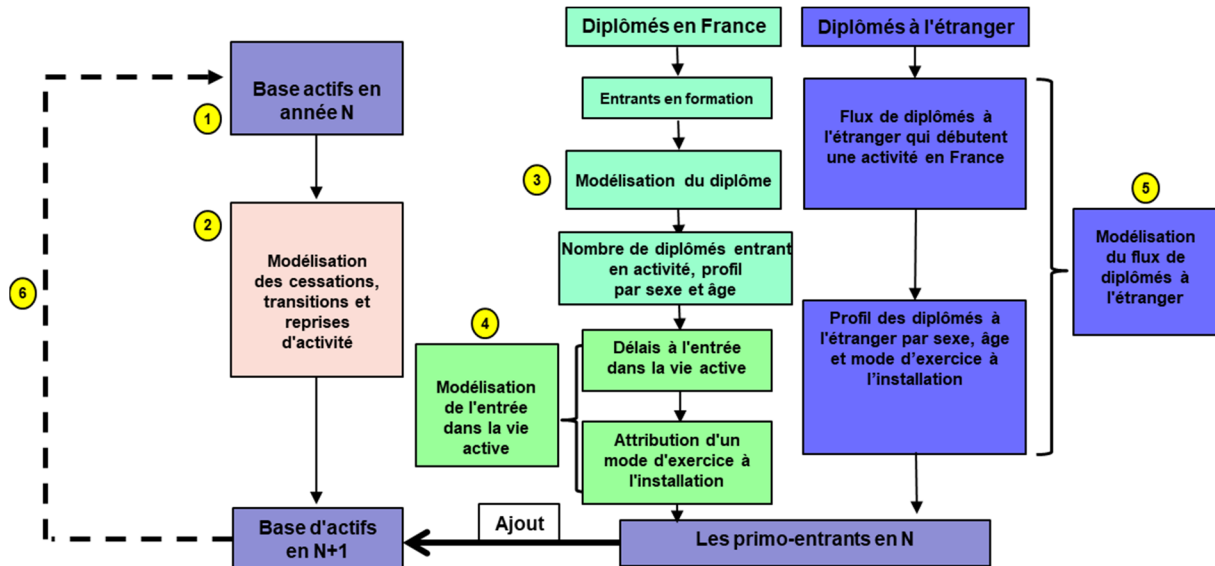 Diplômés en France
Diplômés à l'étranger
Base actifs en
année N
1
Entrants en formation
Flux de diplômés à
l'étranger qui débutent
une activité en France
3
Modélisation du diplôme
5
2
Modélisation
des cessations,
transitions et
reprises
d'activité
Nombre de diplômés entrant
en activité, profil
par sexe et âge
Modélisation
du flux de
diplômés à
l'étranger
6
4
Profil des diplômés à
l'étranger par sexe, âge
et mode d’exercice à
l’installation
Délais à l'entrée
dans la vie active
Modélisation
de l'entrée
dans la vie
active
Attribution d'un
mode d'exercice à
l'installation
Base d'actifs
en N+1
Ajout
Les primo-entrants en N